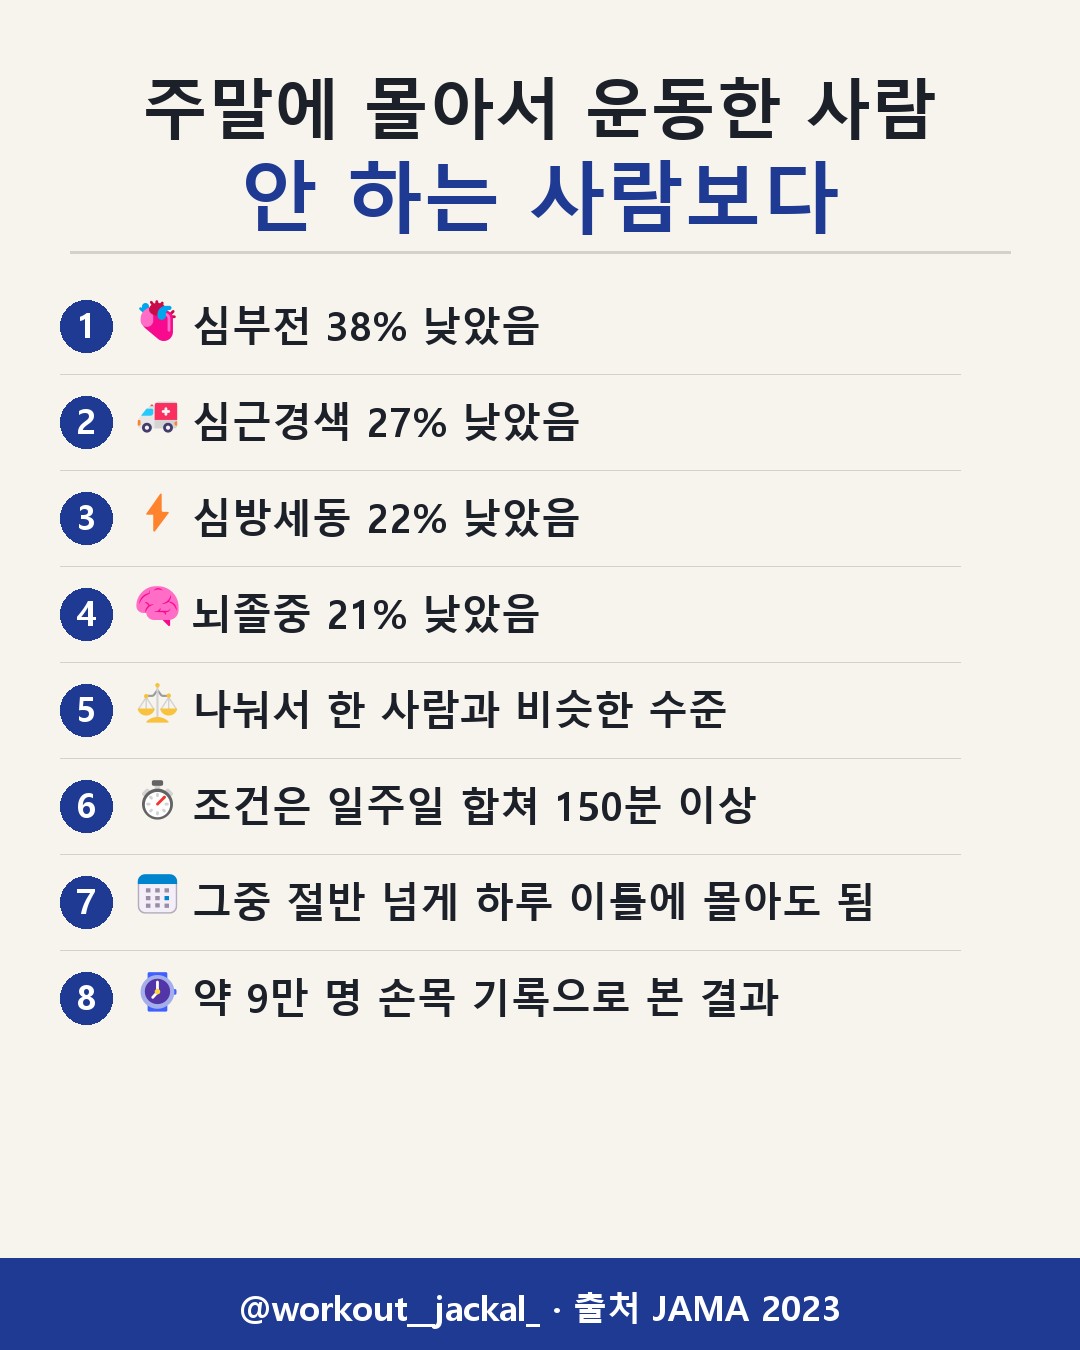 주말에 몰아서 운동한 사람
안 하는 사람보다
1 심부전 38% 낮았음
2 심근경색 27% 낮았음
3 심방세동 22% 낮았음
4 뇌졸중 21% 낮았음
5 나눠서 한 사람과 비슷한 수준
6 조건은 일주일 합쳐 150분 이상
7 그중 절반 넘게 하루 이틀에 몰아도 됨
8 약 9만 명 손목 기록으로 본 결과
@workout__jackal_ · 출처 JAMA 2023